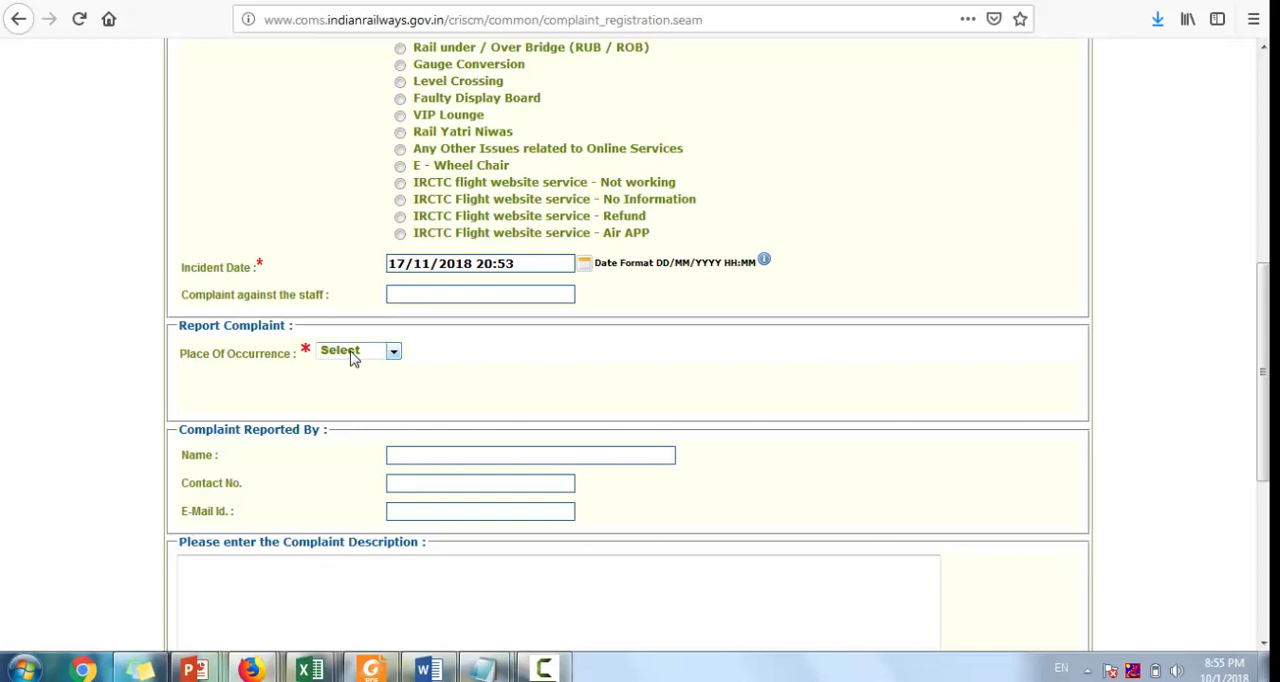 www.coms.indianrailways.gov.in/criscm/common/complaint_registration.seam
Rail under / Over Bridge (RUB / ROB)
Gauge Conversion
Level Crossing
Faulty Display Board
VIP Lounge
Rail Yatri Niwas
Any Other Issues related to Online Services
E - Wheel Chair
IRCTC flight website service - Not working
IRCTC Flight website service - No Information
IRCTC Flight website service - Refund
IRCTC Flight website service - Air APP
Incident Date :* 17/11/2018 20:53 Date Format DD/MM/YYYY HH:MM
Complaint against the staff :
Report Complaint :
Place Of Occurrence : * Select
Complaint Reported By :
Name :
Contact No.
E-Mail Id. :
Please enter the Complaint Description :
EN 8:55 PM
10/1/2018